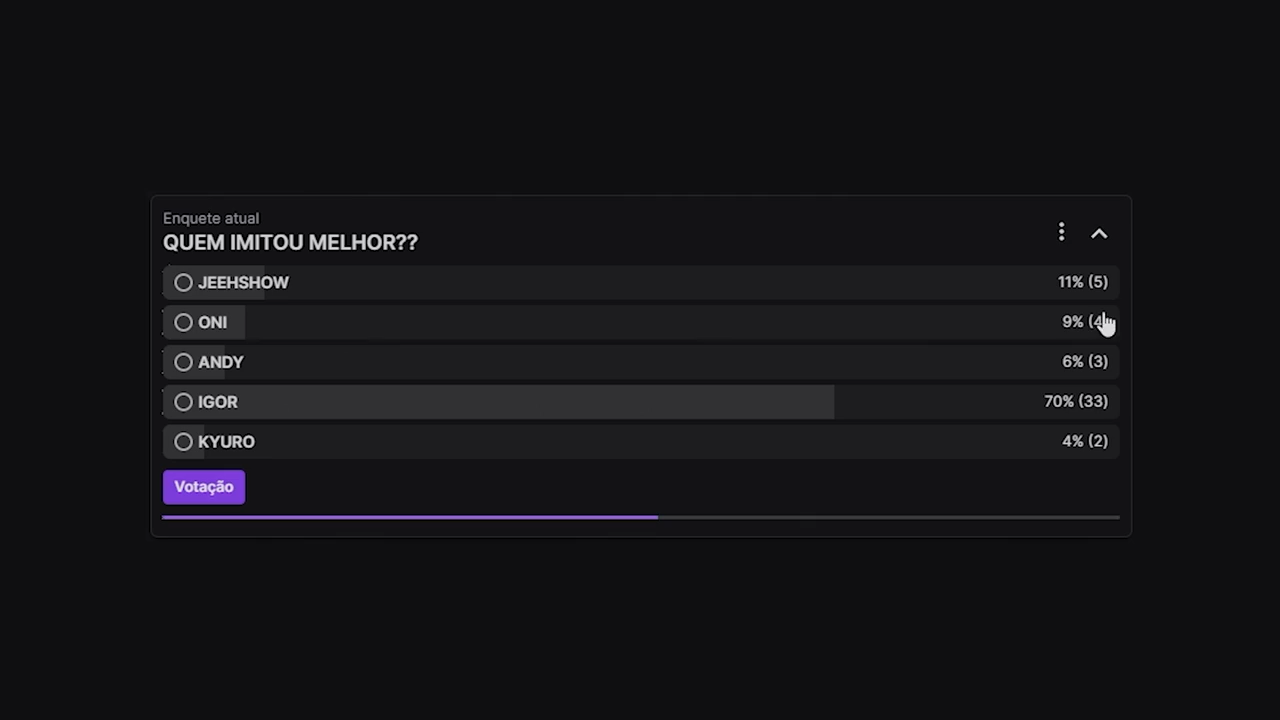 Enquete atual
QUEM IMITOU MELHOR??
JEEHSHOW 11% (5)
ONI 9% (4
ANDY 6% (3)
IGOR 70% (33)
KYURO 4% (2)
Votação